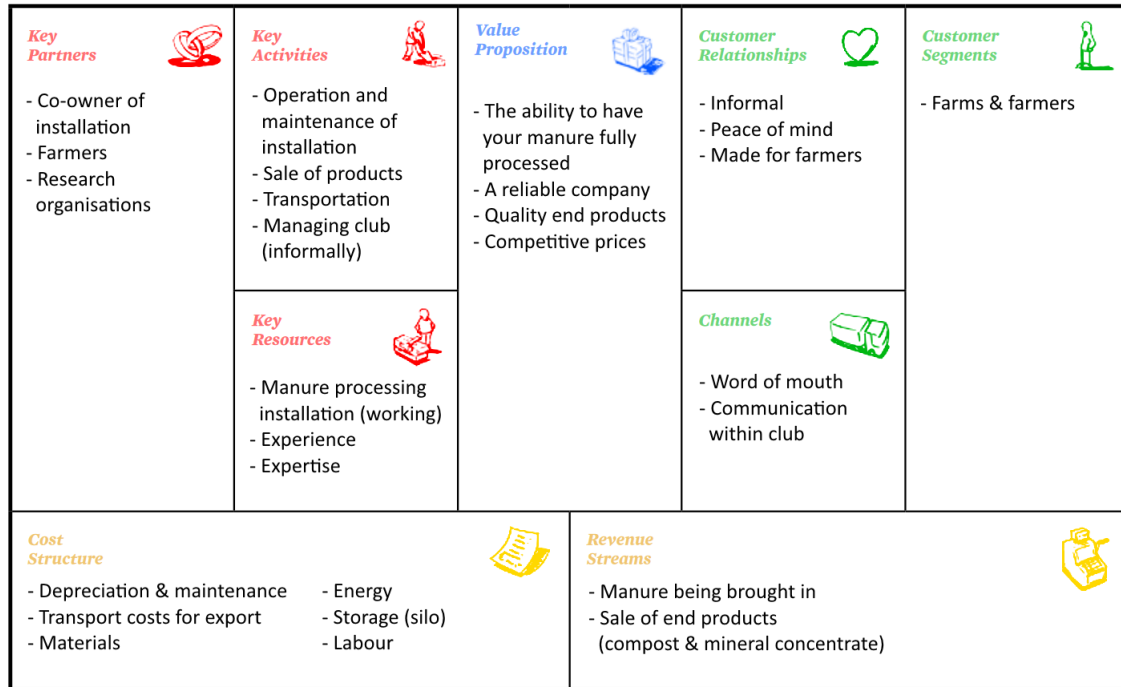 Key
Partners
- Co-owner of
installation
- Farmers
- Research
organisations
Key
Activities
- Operation and
maintenance of
installation
- Sale of products
- Transportation
- Managing club
(informally)
Key
Resources
- Manure processing
installation (working)
- Experience
- Expertise
Value
Proposition
- The ability to have
your manure fully
processed
- A reliable company
- Quality end products
- Competitive prices
Customer
Relationships
- Informal
- Peace of mind
- Made for farmers
Channels
- Word of mouth
- Communication
within club
Customer
Segments
- Farms & farmers
Cost
Structure
- Depreciation & maintenance
- Transport costs for export
- Materials
- Energy
- Storage (silo)
- Labour
Revenue
Streams
- Manure being brought in
- Sale of end products
(compost & mineral concentrate)